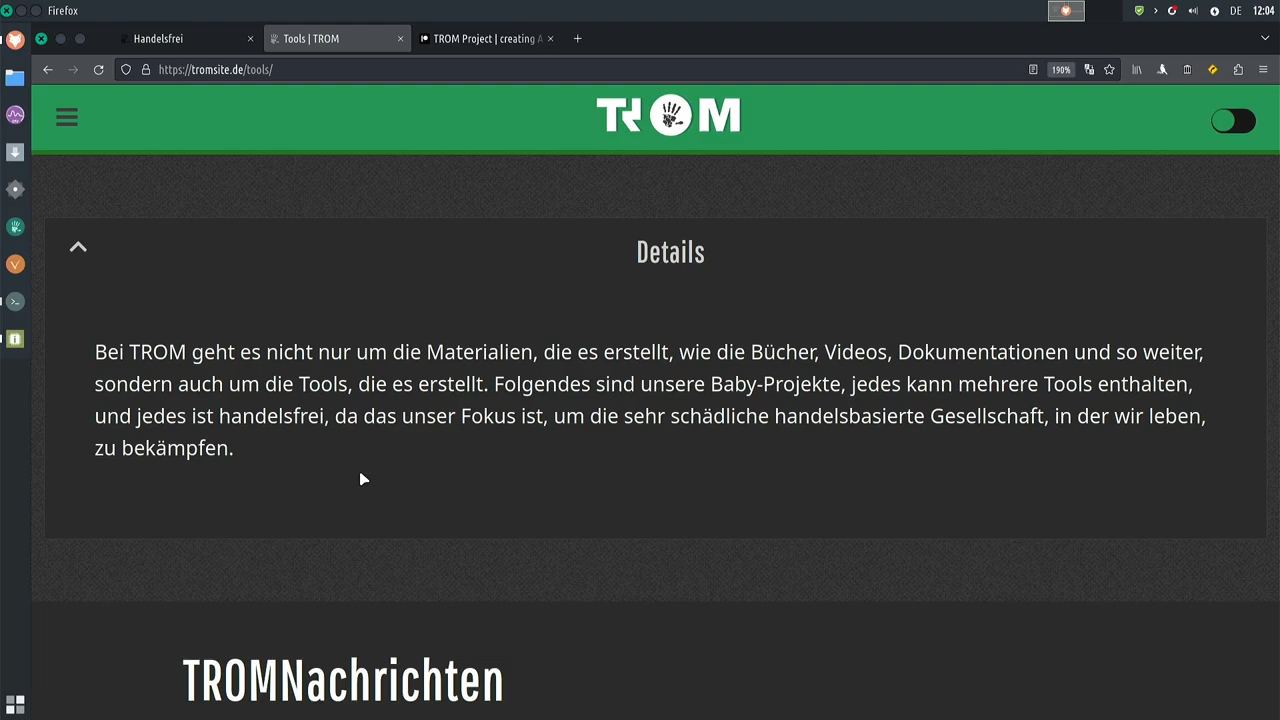 Firefox
DE 12:04
Handelsfrei
Tools | TROM
TROM Project | creating A
https://tromsite.de/tools/
190%
TROM
Details
Bei TROM geht es nicht nur um die Materialien, die es erstellt, wie die Bücher, Videos, Dokumentationen und so weiter,
sondern auch um die Tools, die es erstellt. Folgendes sind unsere Baby-Projekte, jedes kann mehrere Tools enthalten,
und jedes ist handelsfrei, da das unser Fokus ist, um die sehr schädliche handelsbasierte Gesellschaft, in der wir leben,
zu bekämpfen.
TROMNachrichten